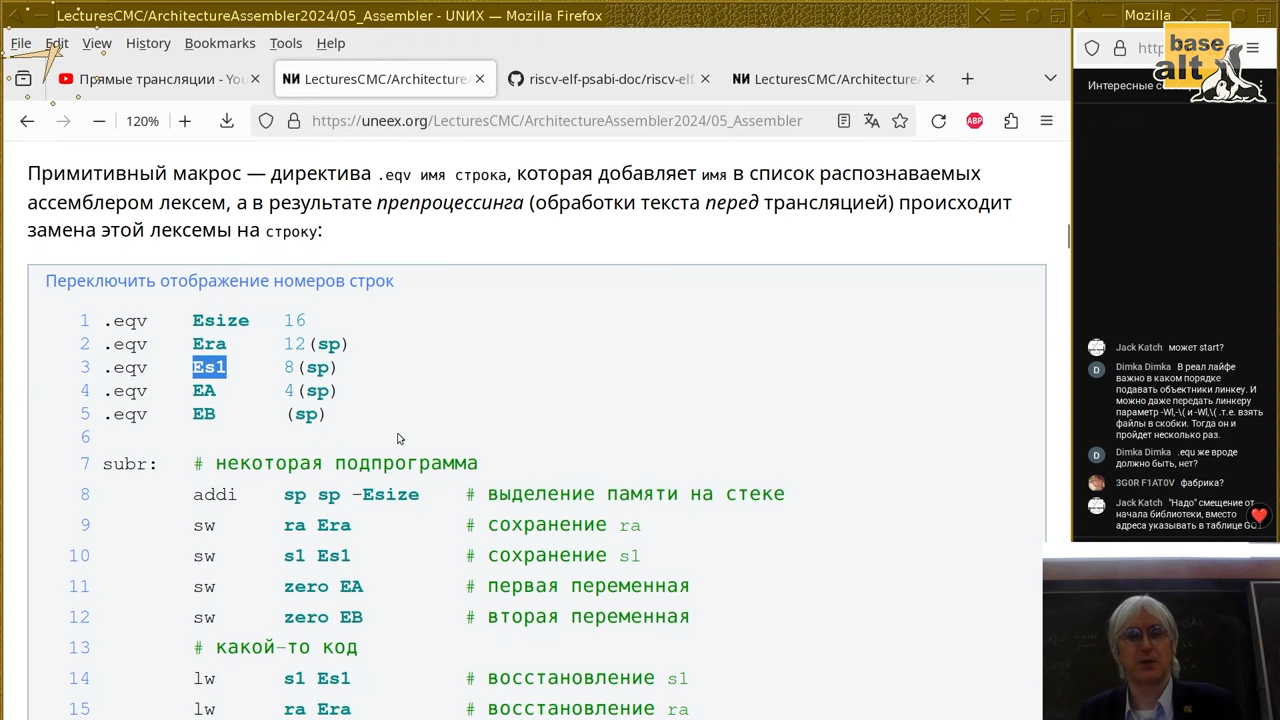 LecturesCMC/ArchitectureAssembler2024/05_Assembler - UNИX — Mozilla Firefox
Mozilla
File Edit View History Bookmarks Tools Help
Прямые трансляции - You
NИ LecturesCMC/Architecture
riscv-elf-psabi-doc/riscv-elf.
NИ LecturesCMC/Architecture
120%
https://uneex.org/LecturesCMC/ArchitectureAssembler2024/05_Assembler
ABP
http
base
alt
Интересные
Примитивный макрос — директива .eqv имя строка, которая добавляет имя в список распознаваемых
ассемблером лексем, а в результате препроцессинга (обработки текста перед трансляцией) происходит
замена этой лексемы на строку:
Переключить отображение номеров строк
1 .eqv Esize 16
2 .eqv Era 12(sp)
3 .eqv Es1 8(sp)
4 .eqv EA 4(sp)
5 .eqv EB (sp)
6
7 subr: # некоторая подпрограмма
8 addi sp sp -Esize # выделение памяти на стеке
9 sw ra Era # сохранение ra
10 sw s1 Es1 # сохранение s1
11 sw zero EA # первая переменная
12 sw zero EB # вторая переменная
13 # какой-то код
14 lw s1 Es1 # восстановление s1
15 lw ra Era # восстановление ra
Jack Katch может start?
D Dimka Dimka В реал лайфе
важно в каком порядке
подавать объектники линкеу. И
можно даже передать линкеру
параметр -Wl,-\( и -Wl,\( .т.е. взять
файлы в скобки. Тогда он и
пройдет несколько раз.
D Dimka Dimka .equ же вроде
должно быть, нет?
3G0R F1AT0V фабрика?
Jack Katch "Надо" смещение от
начала библиотеки, вместо
адреса указывать в таблице GOT